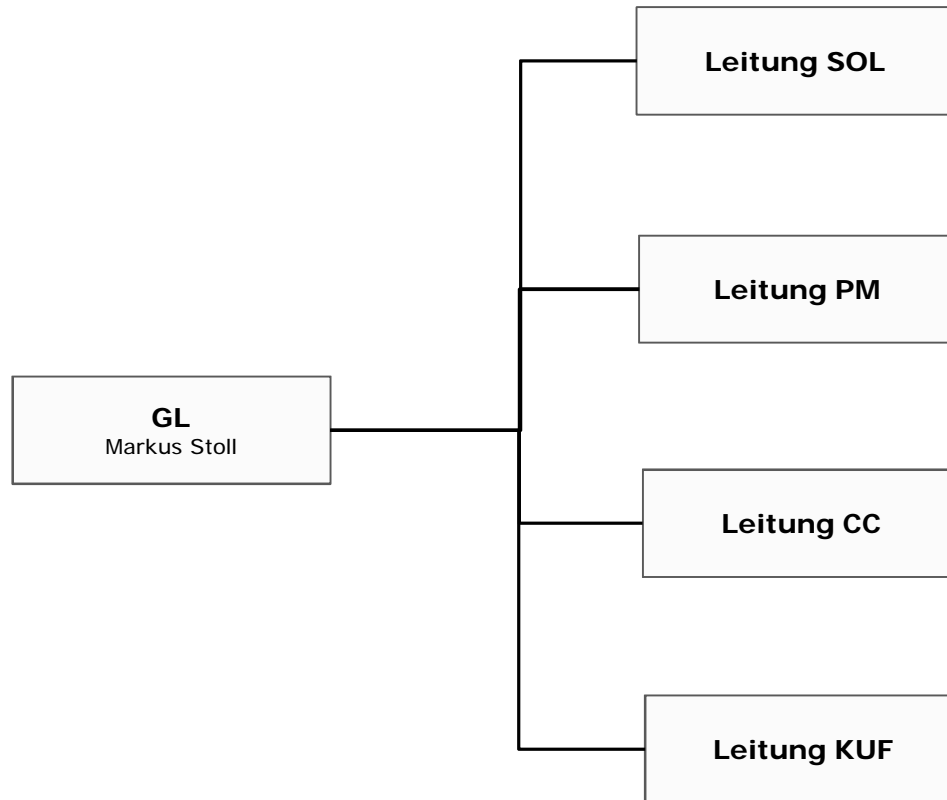 Leitung SOL
Leitung PM
GL
Markus Stoll
Leitung CC
Leitung KUF